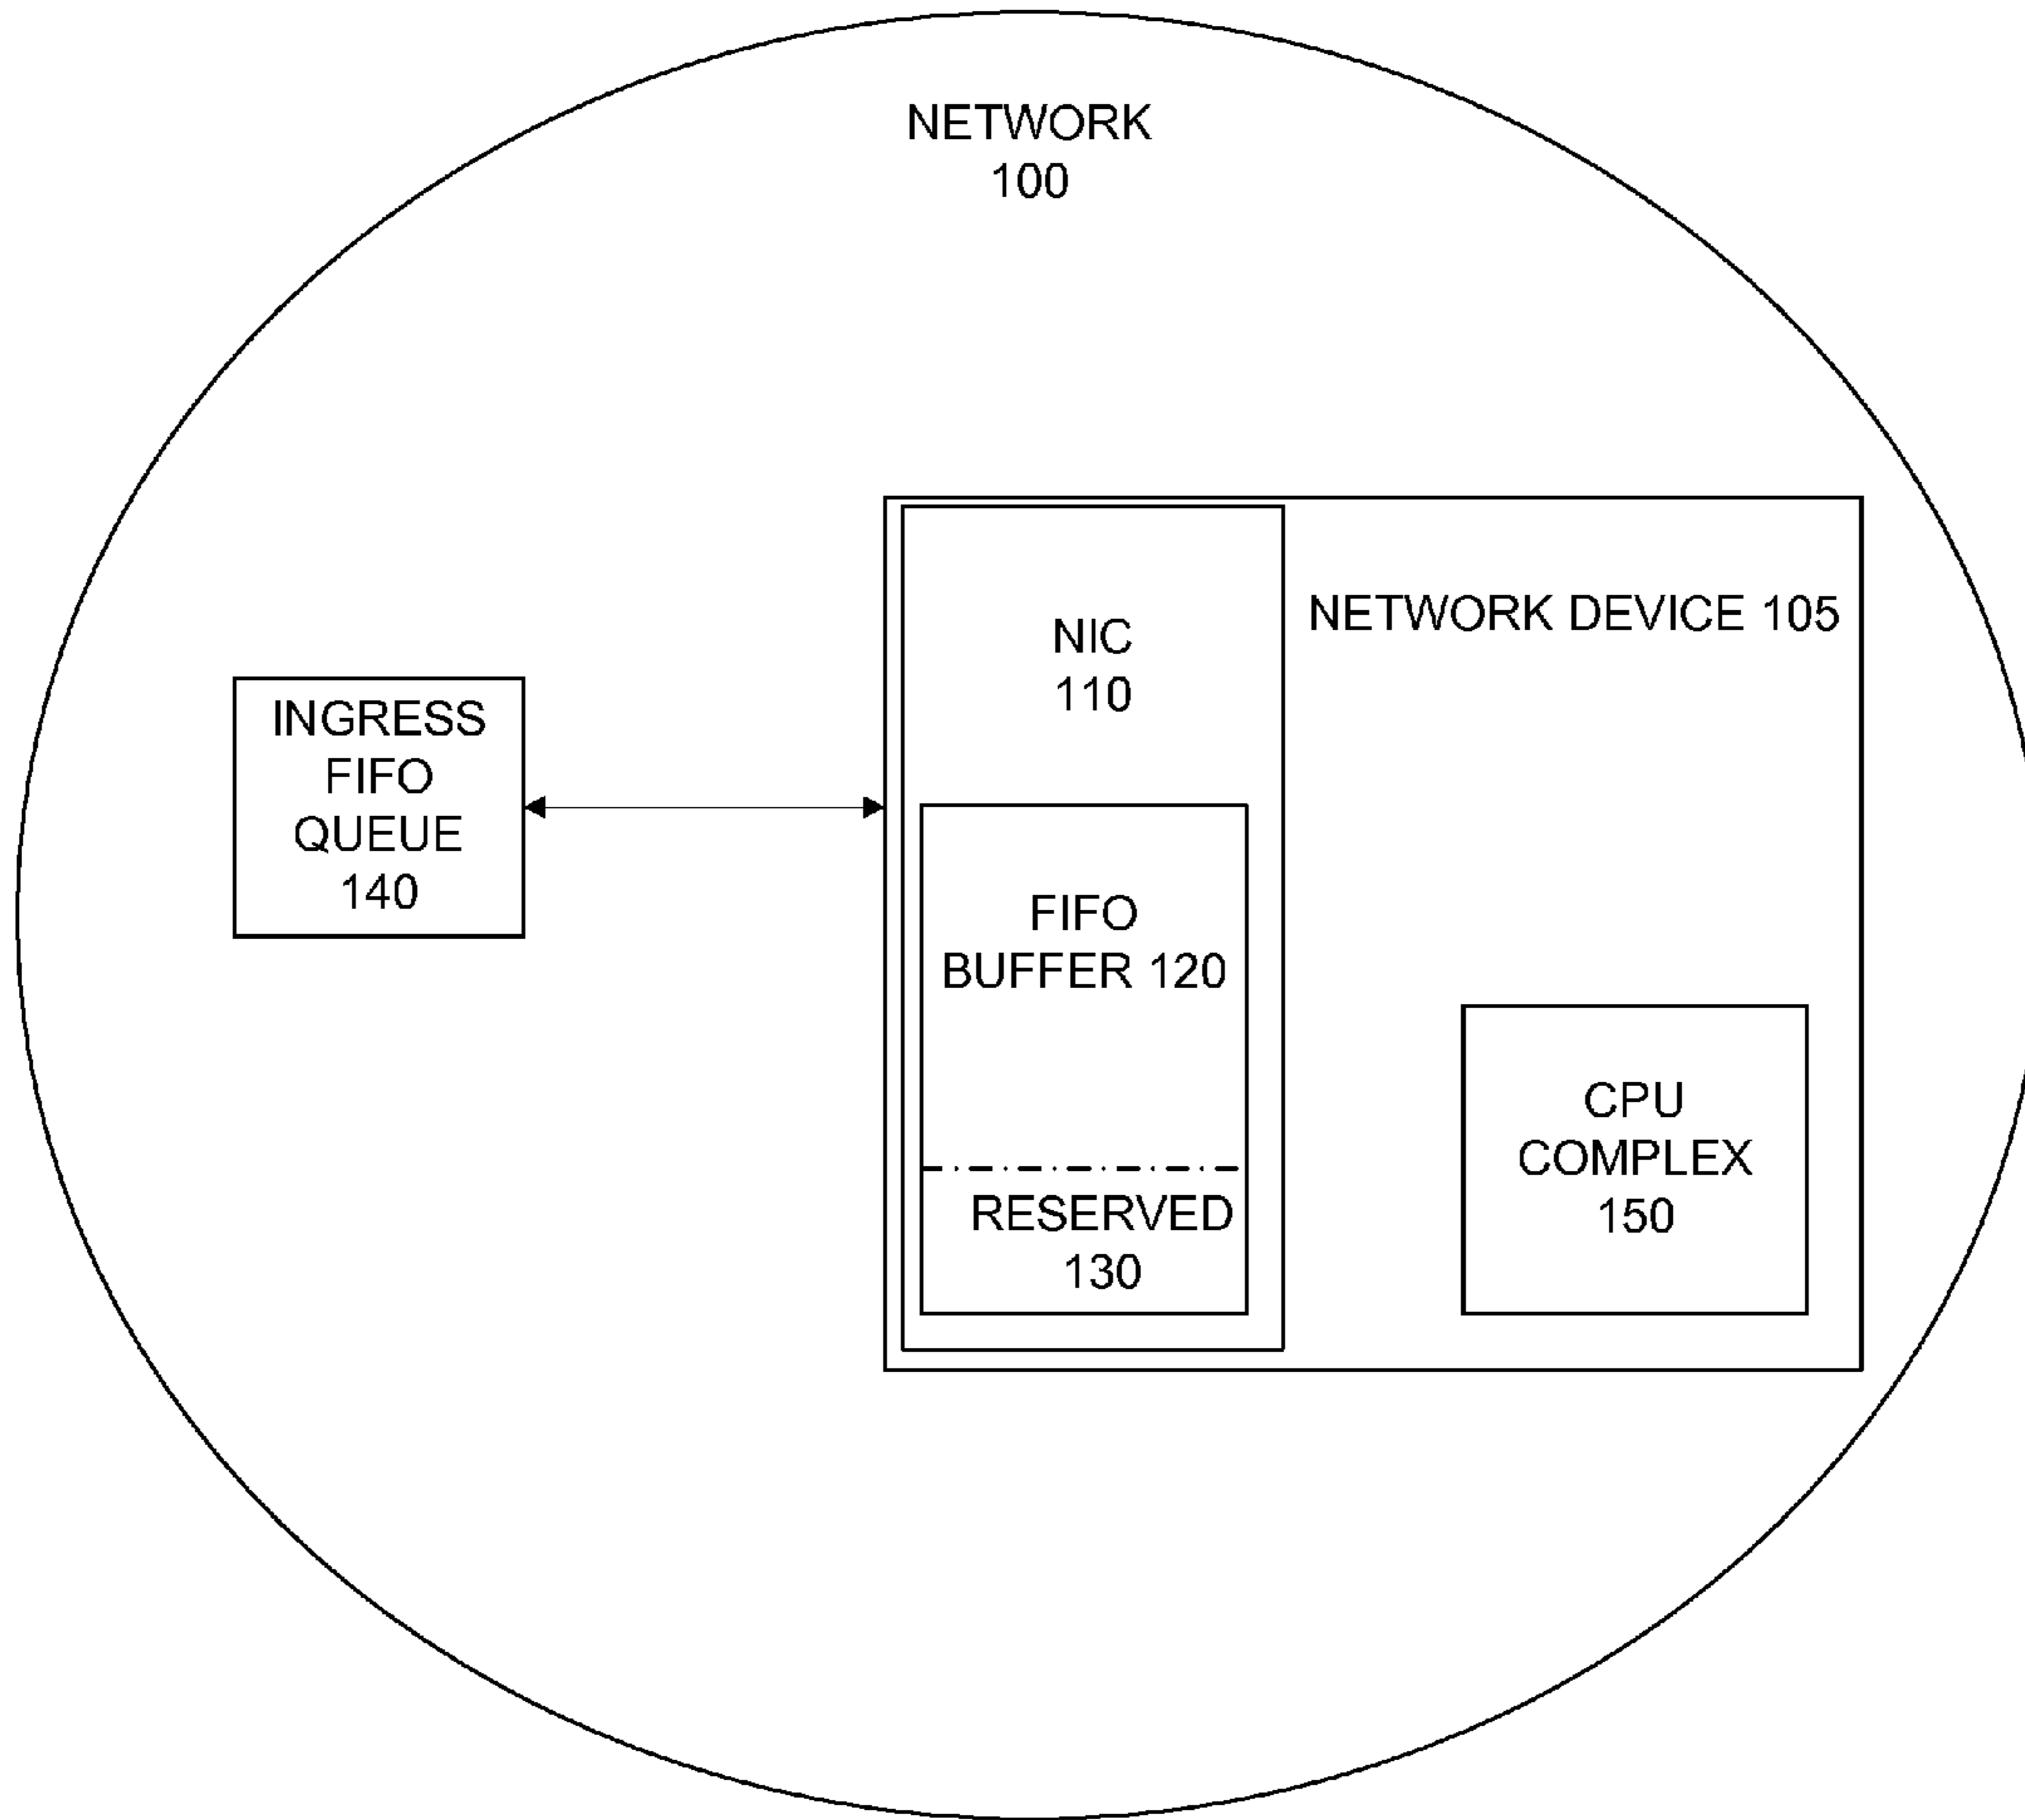 NETWORK
100
NETWORK DEVICE 105
NIC
110
INGRESS
FIFO
QUEUE
140
FIFO
BUFFER 120
RESERVED
130
CPU
COMPLEX
150